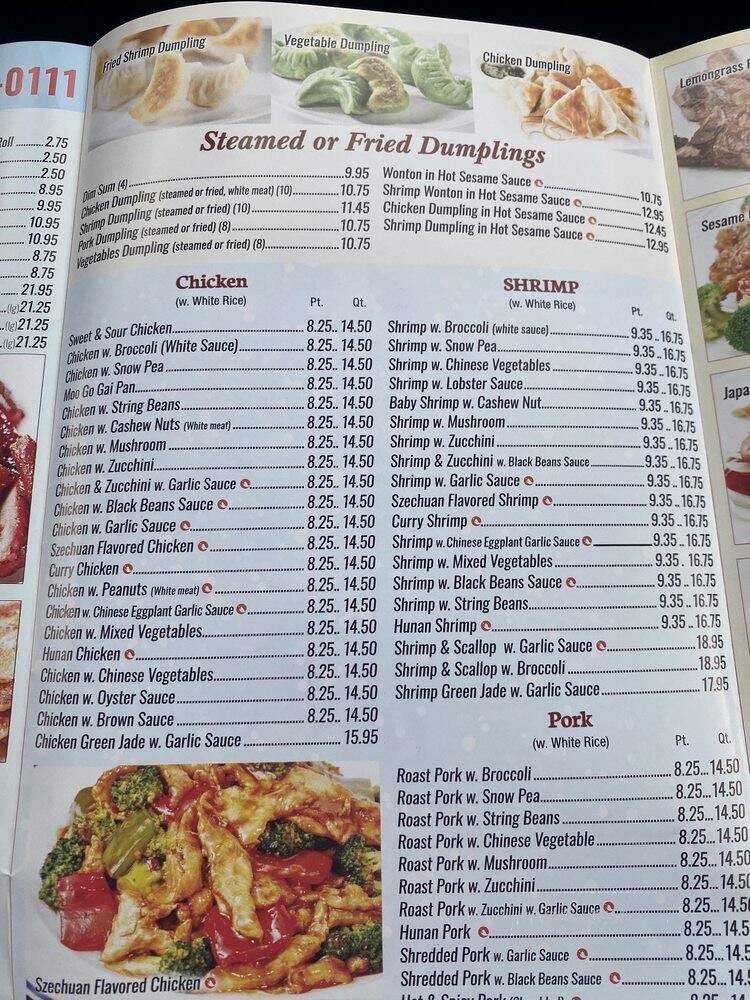 -0111
Roll ..........2.75
2.50
2.50
8.95
9.95
10.95
10.95
8.75
8.75
21.95
(lg)21.25
(lg)21.25
(lg)21.25
Fried Shrimp Dumpling
Vegetable Dumpling
Chicken Dumpling
Steamed or Fried Dumplings
Dim Sum (4) 9.95
Chicken Dumpling (steamed or fried, white meat) (10) 10.75
Shrimp Dumpling (steamed or fried) (10) 11.45
Pork Dumpling (steamed or fried) (8) 10.75
Vegetables Dumpling (steamed or fried) (8) 10.75
Wonton in Hot Sesame Sauce 10.75
Shrimp Wonton in Hot Sesame Sauce 12.95
Chicken Dumpling in Hot Sesame Sauce 12.45
Shrimp Dumpling in Hot Sesame Sauce 12.95
Chicken
(w. White Rice) Pt. Qt.
Sweet & Sour Chicken 8.25.. 14.50
Chicken w. Broccoli (White Sauce) 8.25.. 14.50
Chicken w. Snow Pea 8.25.. 14.50
Moo Go Gai Pan 8.25.. 14.50
Chicken w. String Beans 8.25.. 14.50
Chicken w. Cashew Nuts (White meat) 8.25.. 14.50
Chicken w. Mushroom 8.25.. 14.50
Chicken w. Zucchini 8.25.. 14.50
Chicken & Zucchini w. Garlic Sauce 8.25.. 14.50
Chicken w. Black Beans Sauce 8.25.. 14.50
Chicken w. Garlic Sauce 8.25.. 14.50
Szechuan Flavored Chicken 8.25.. 14.50
Curry Chicken 8.25.. 14.50
Chicken w. Peanuts (White meat) 8.25.. 14.50
Chicken w. Chinese Eggplant Garlic Sauce 8.25.. 14.50
Chicken w. Mixed Vegetables 8.25.. 14.50
Hunan Chicken 8.25.. 14.50
Chicken w. Chinese Vegetables 8.25.. 14.50
Chicken w. Oyster Sauce 8.25.. 14.50
Chicken w. Brown Sauce 8.25.. 14.50
Chicken Green Jade w. Garlic Sauce 15.95
Szechuan Flavored Chicken
SHRIMP
(w. White Rice) Pt. Qt.
Shrimp w. Broccoli (white sauce) 9.35 .. 16.75
Shrimp w. Snow Pea 9.35 .. 16.75
Shrimp w. Chinese Vegetables 9.35 .. 16.75
Shrimp w. Lobster Sauce 9.35 .. 16.75
Baby Shrimp w. Cashew Nut 9.35 .. 16.75
Shrimp w. Mushroom 9.35 .. 16.75
Shrimp w. Zucchini 9.35 .. 16.75
Shrimp & Zucchini w. Black Beans Sauce 9.35 .. 16.75
Shrimp w. Garlic Sauce 9.35 .. 16.75
Szechuan Flavored Shrimp 9.35 .. 16.75
Curry Shrimp 9.35 .. 16.75
Shrimp w. Chinese Eggplant Garlic Sauce 9.35 .. 16.75
Shrimp w. Mixed Vegetables 9.35 . 16.75
Shrimp w. Black Beans Sauce 9.35 .. 16.75
Shrimp w. String Beans 9.35 .. 16.75
Hunan Shrimp 9.35 .. 16.75
Shrimp & Scallop w. Garlic Sauce 18.95
Shrimp & Scallop w. Broccoli 18.95
Shrimp Green Jade w. Garlic Sauce 17.95
Pork
(w. White Rice) Pt. Qt.
Roast Pork w. Broccoli 8.25...14.50
Roast Pork w. Snow Pea 8.25...14.50
Roast Pork w. String Beans 8.25...14.50
Roast Pork w. Chinese Vegetable 8.25...14.50
Roast Pork w. Mushroom 8.25...14.50
Roast Pork w. Zucchini 8.25...14.50
Roast Pork w. Zucchini w. Garlic Sauce 8.25...14.50
Hunan Pork 8.25...14.5
Shredded Pork w. Garlic Sauce 8.25...14.5
Shredded Pork w. Black Beans Sauce 8.25...14.5
Lemongrass
Sesame
Japa